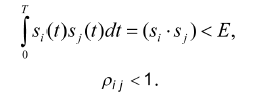 ∫₀ᵀ sᵢ(t)sⱼ(t)dt = (sᵢ · sⱼ) < E,
ρᵢⱼ < 1.